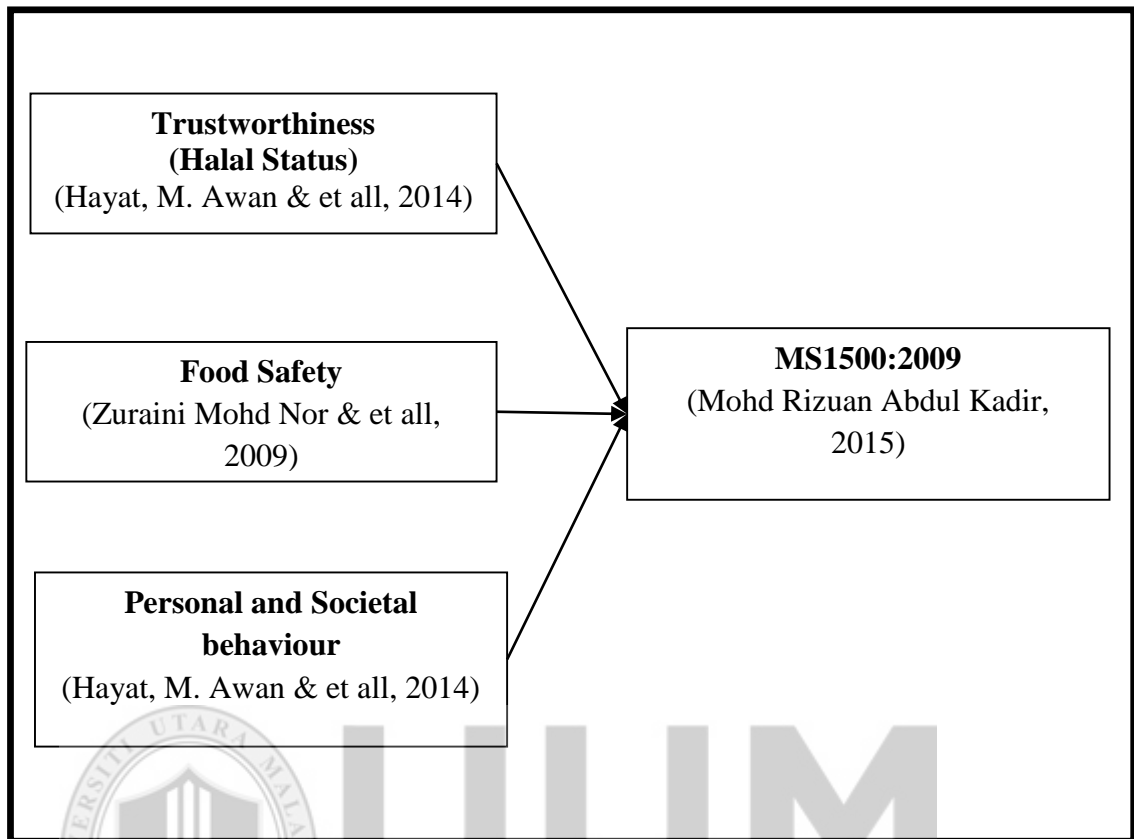 Trustworthiness
(Halal Status)
(Hayat, M. Awan & et all, 2014)
Food Safety
(Zuraini Mohd Nor & et all,
2009)
MS1500:2009
(Mohd Rizuan Abdul Kadir,
2015)
Personal and Societal
behaviour
(Hayat, M. Awan & et all, 2014)
UTARA
UUM